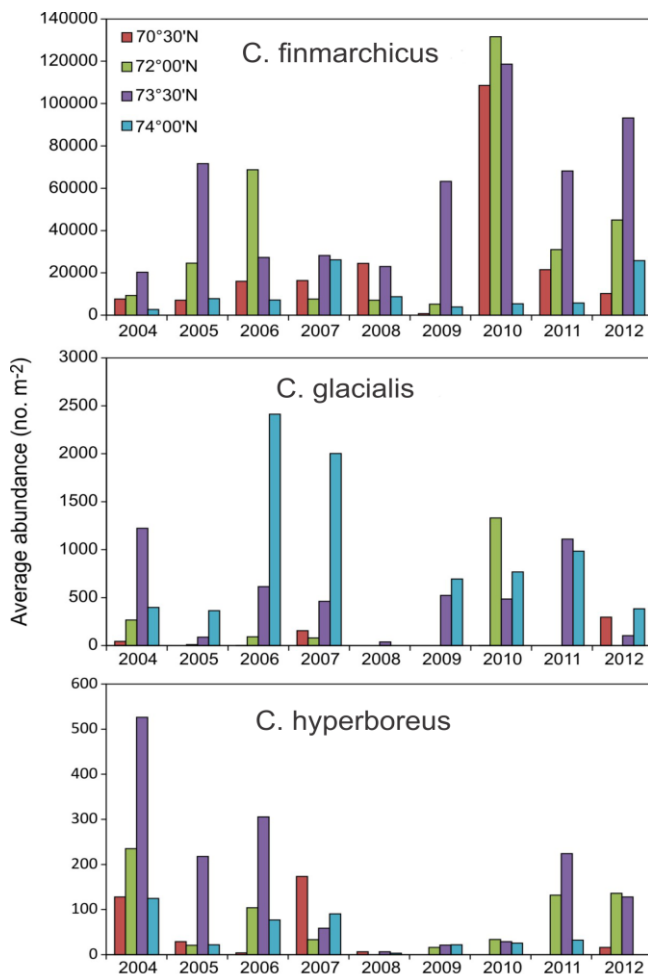 C. finmarchicus
140000
120000
100000
80000
60000
40000
20000
0
70°30'N
72°00'N
73°30'N
74°00'N
2004 2005 2006 2007 2008 2009 2010 2011 2012
Average abundance (no. m-2)
C. glacialis
3000
2500
2000
1500
1000
500
0
2004 2005 2006 2007 2008 2009 2010 2011 2012
C. hyperboreus
600
500
400
300
200
100
0
2004 2005 2006 2007 2008 2009 2010 2011 2012